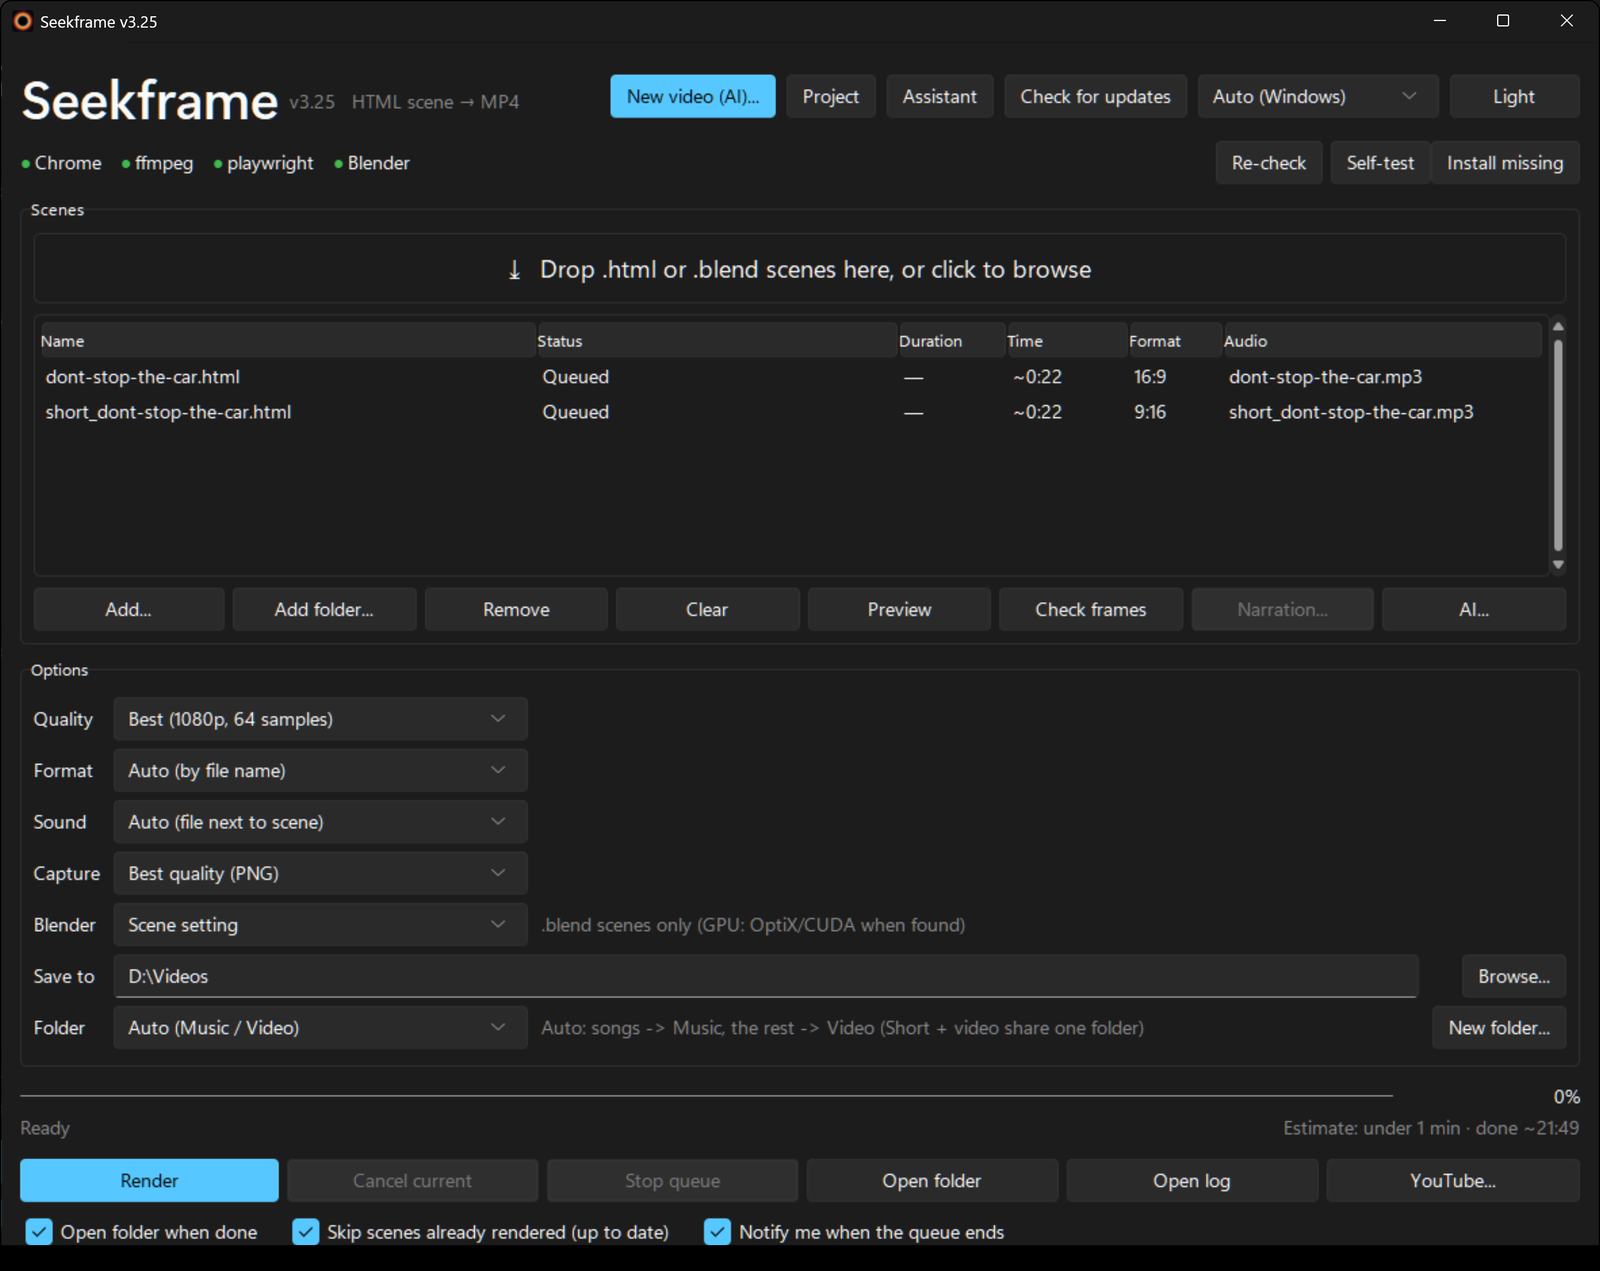 Seekframe v3.25
Seekframe v3.25 HTML scene → MP4 New video (AI)... Project Assistant Check for updates Auto (Windows) Light
Chrome ffmpeg playwright Blender Re-check Self-test Install missing
Scenes
Drop .html or .blend scenes here, or click to browse
Name Status Duration Time Format Audio
dont-stop-the-car.html Queued — ~0:22 16:9 dont-stop-the-car.mp3
short_dont-stop-the-car.html Queued — ~0:22 9:16 short_dont-stop-the-car.mp3
Add... Add folder... Remove Clear Preview Check frames Narration... AI...
Options
Quality Best (1080p, 64 samples)
Format Auto (by file name)
Sound Auto (file next to scene)
Capture Best quality (PNG)
Blender Scene setting .blend scenes only (GPU: OptiX/CUDA when found)
Save to D:\Videos Browse...
Folder Auto (Music / Video) Auto: songs -> Music, the rest -> Video (Short + video share one folder) New folder...
0%
Ready Estimate: under 1 min · done ~21:49
Render Cancel current Stop queue Open folder Open log YouTube...
Open folder when done Skip scenes already rendered (up to date) Notify me when the queue ends